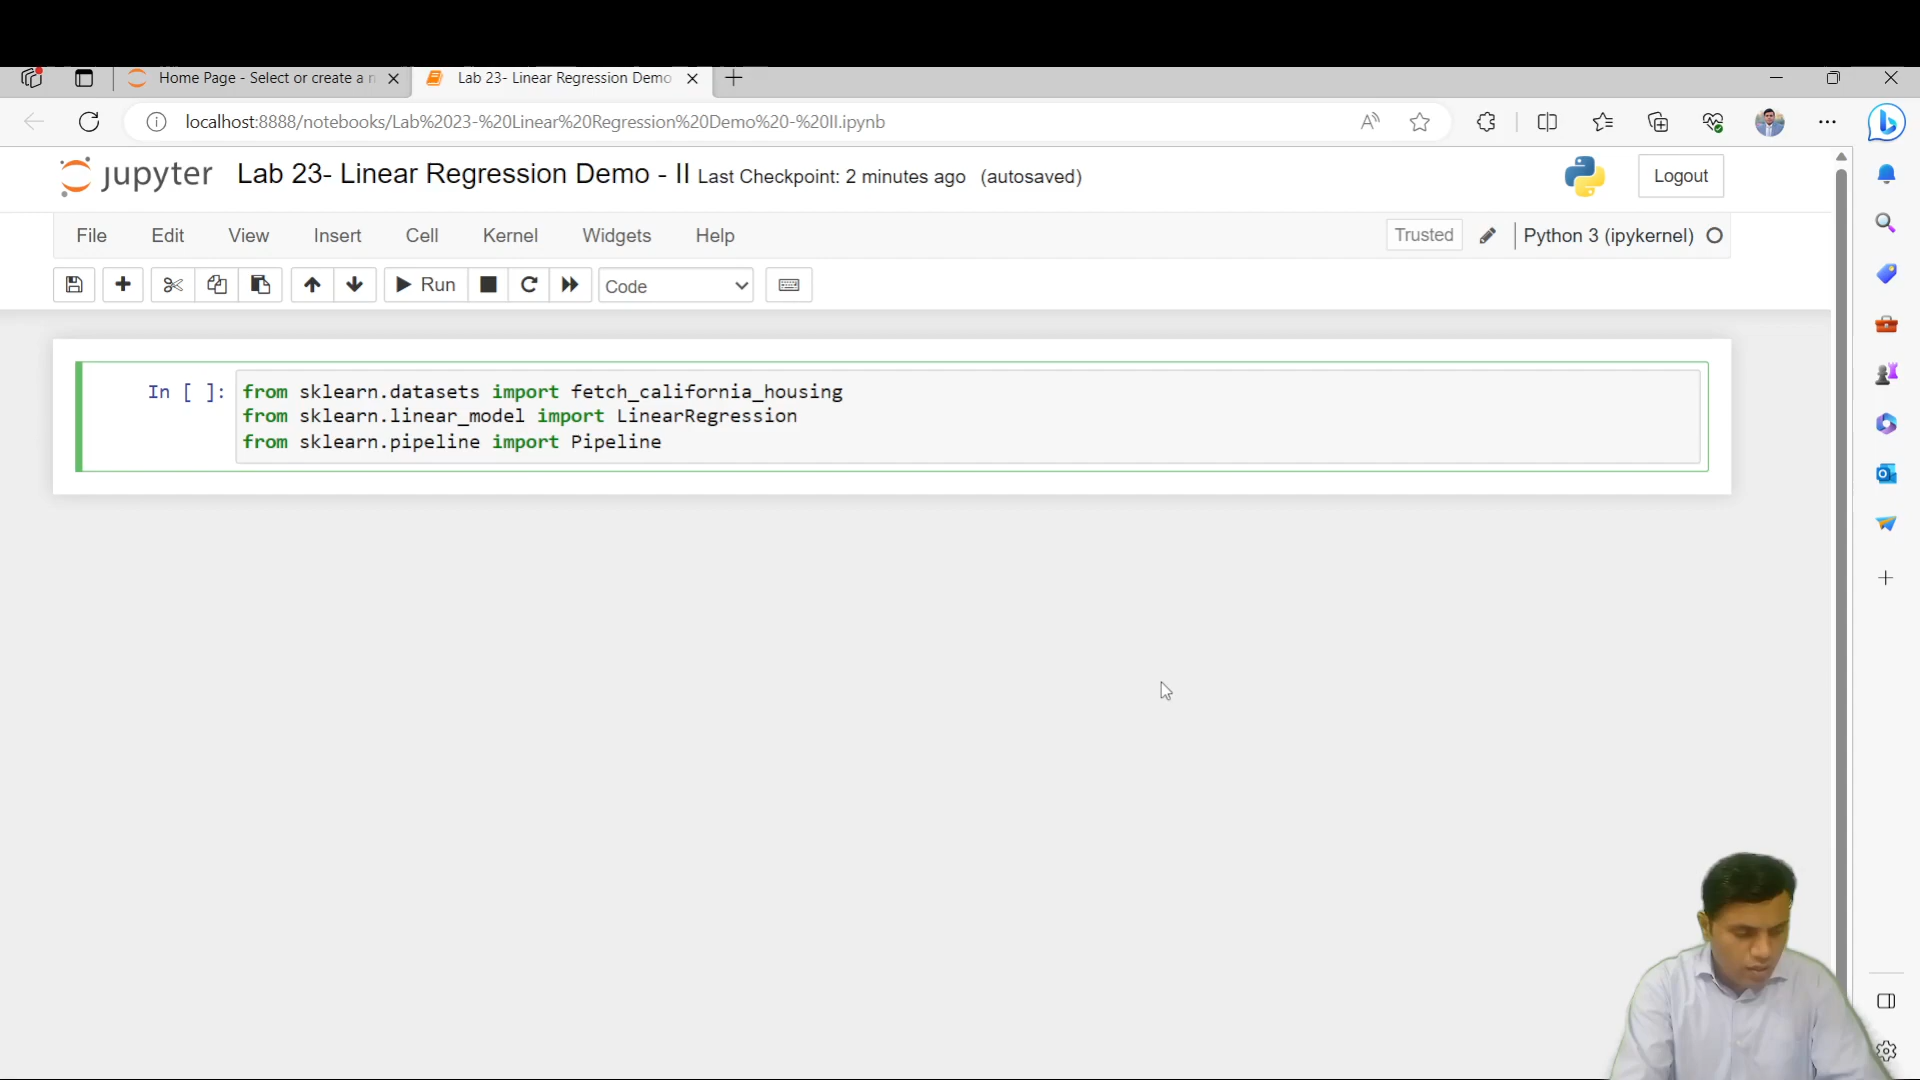 Home Page - Select or create a n
Lab 23- Linear Regression Demo
localhost:8888/notebooks/Lab%2023-%20Linear%20Regression%20Demo%20-%20II.ipynb
jupyter Lab 23- Linear Regression Demo - II Last Checkpoint: 2 minutes ago (autosaved)
Logout
File Edit View Insert Cell Kernel Widgets Help
Trusted Python 3 (ipykernel)
Run Code
In [ ]: from sklearn.datasets import fetch_california_housing
from sklearn.linear_model import LinearRegression
from sklearn.pipeline import Pipeline